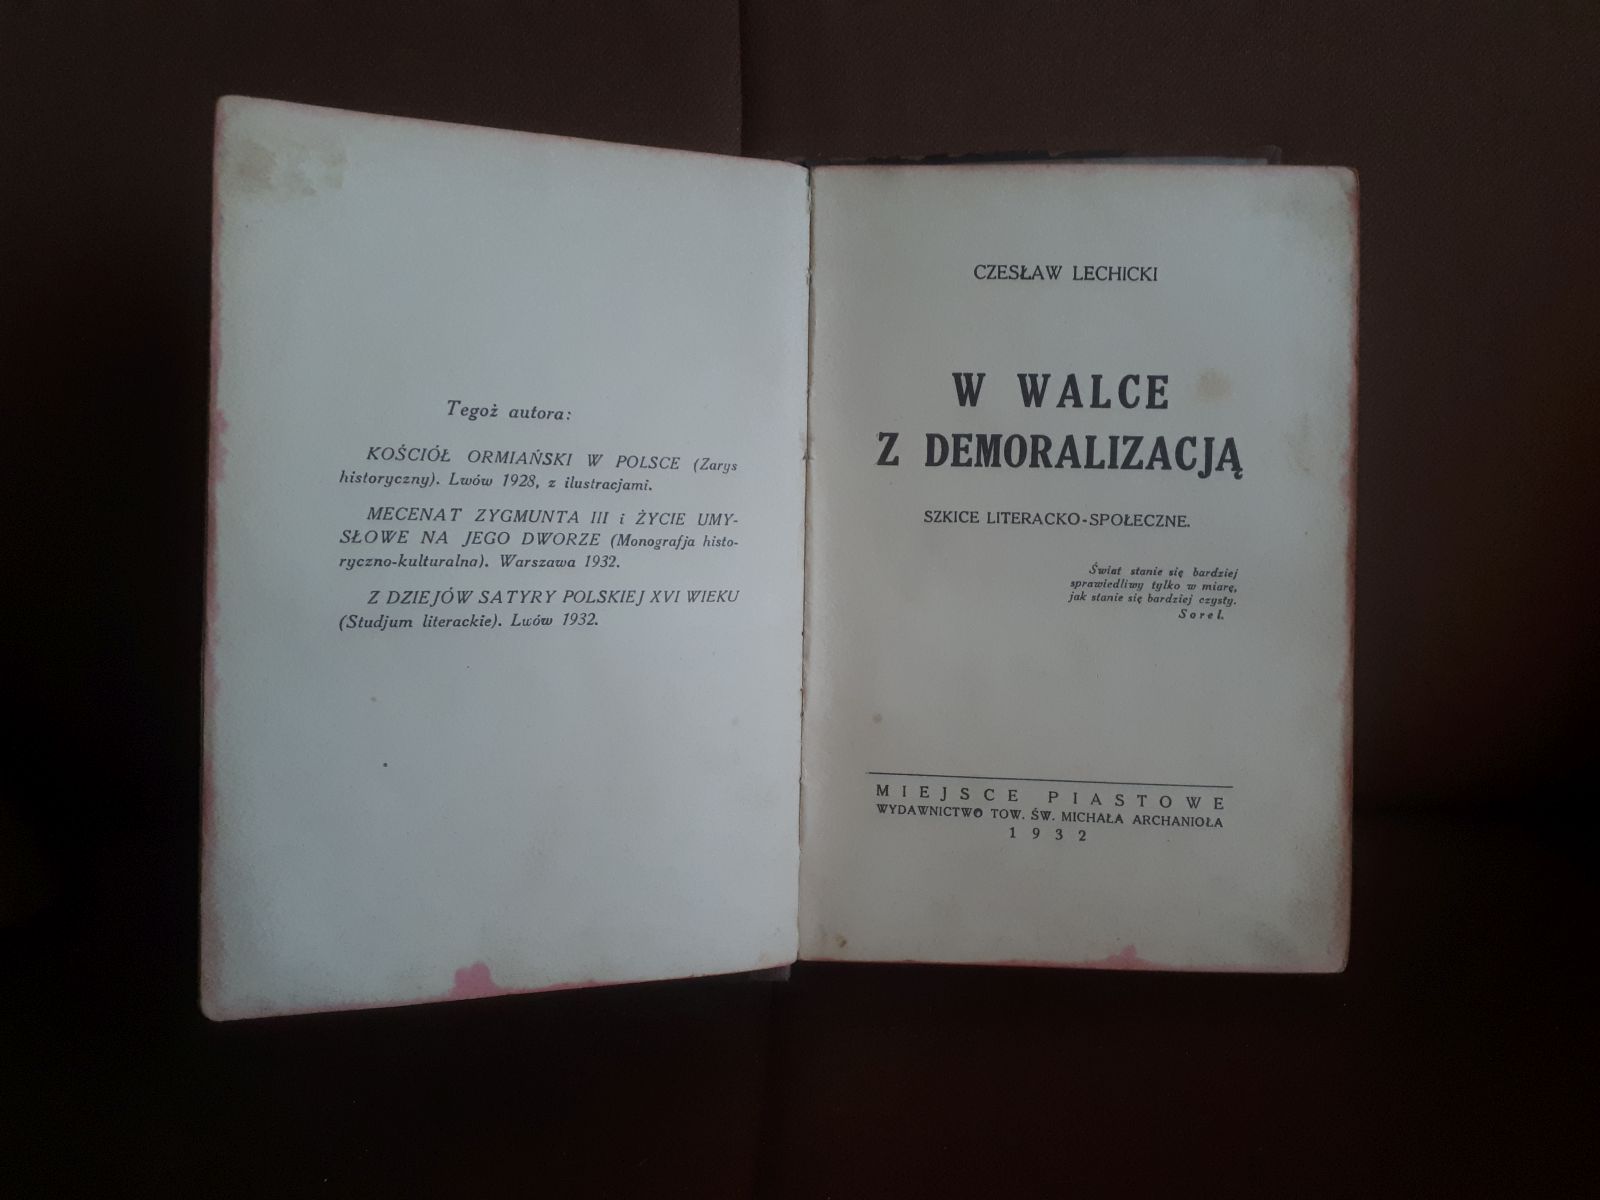 Tegoż autora:
KOŚCIÓŁ ORMIAŃSKI W POLSCE (Zarys
historyczny). Lwów 1928, z ilustracjami.
MECENAT ZYGMUNTA III i ŻYCIE UMY-
SŁOWE NA JEGO DWORZE (Monografja histo-
ryczno-kulturalna). Warszawa 1932.
Z DZIEJÓW SATYRY POLSKIEJ XVI WIEKU
(Studjum literackie). Lwów 1932.
CZESŁAW LECHICKI
W WALCE
Z DEMORALIZACJĄ
SZKICE LITERACKO-SPOŁECZNE.
Świat stanie się bardziej
sprawiedliwy tylko w miarę,
jak stanie się bardziej czysty.
Sorel.
MIEJSCE PIASTOWE
WYDAWNICTWO TOW. ŚW. MICHAŁA ARCHANIOŁA
1932